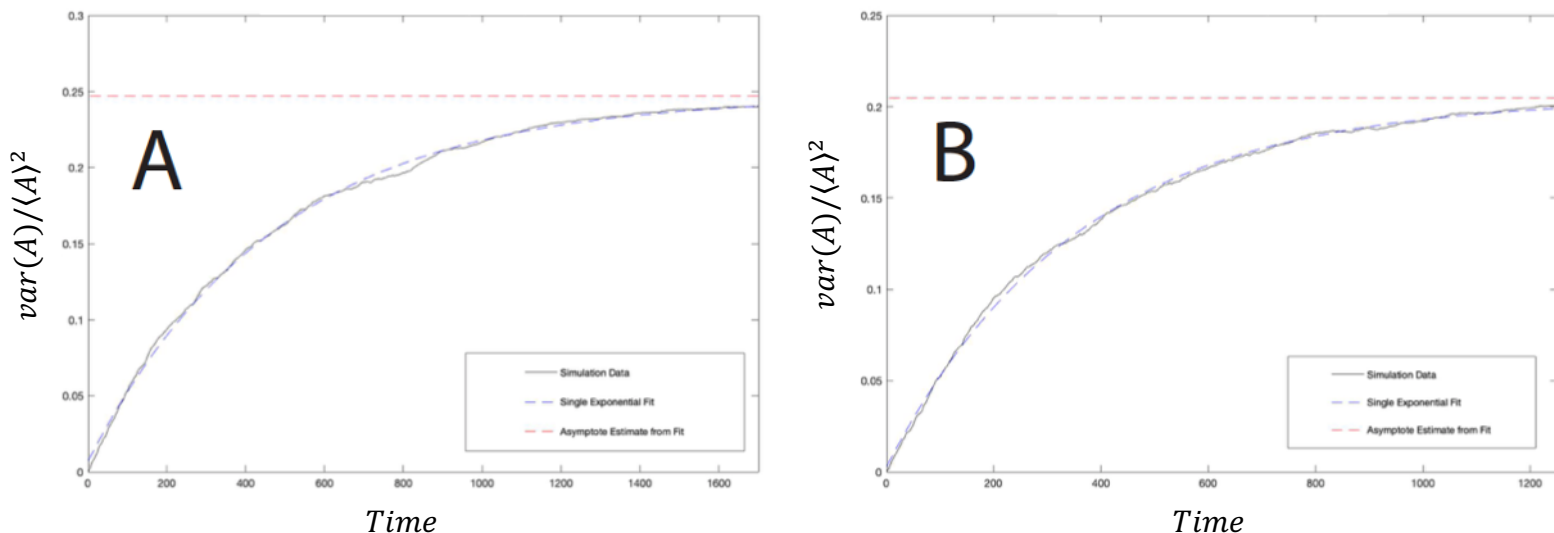 A
var(A)/⟨A⟩²
0.3
0.25
0.2
0.15
0.1
0.05
0
0 200 400 600 800 1000 1200 1400 1600
Time
Simulation Data
Single Exponential Fit
Asymptote Estimate from Fit
B
var(A)/⟨A⟩²
0.25
0.2
0.15
0.1
0.05
0
0 200 400 600 800 1000 1200
Time
Simulation Data
Single Exponential Fit
Asymptote Estimate from Fit